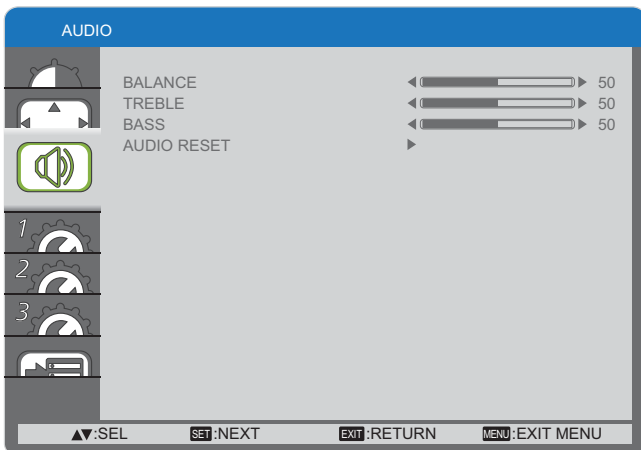 AUDIO
BALANCE 50
TREBLE 50
BASS 50
AUDIO RESET
1
2
3
▲▼:SEL SET:NEXT EXIT:RETURN MENU:EXIT MENU